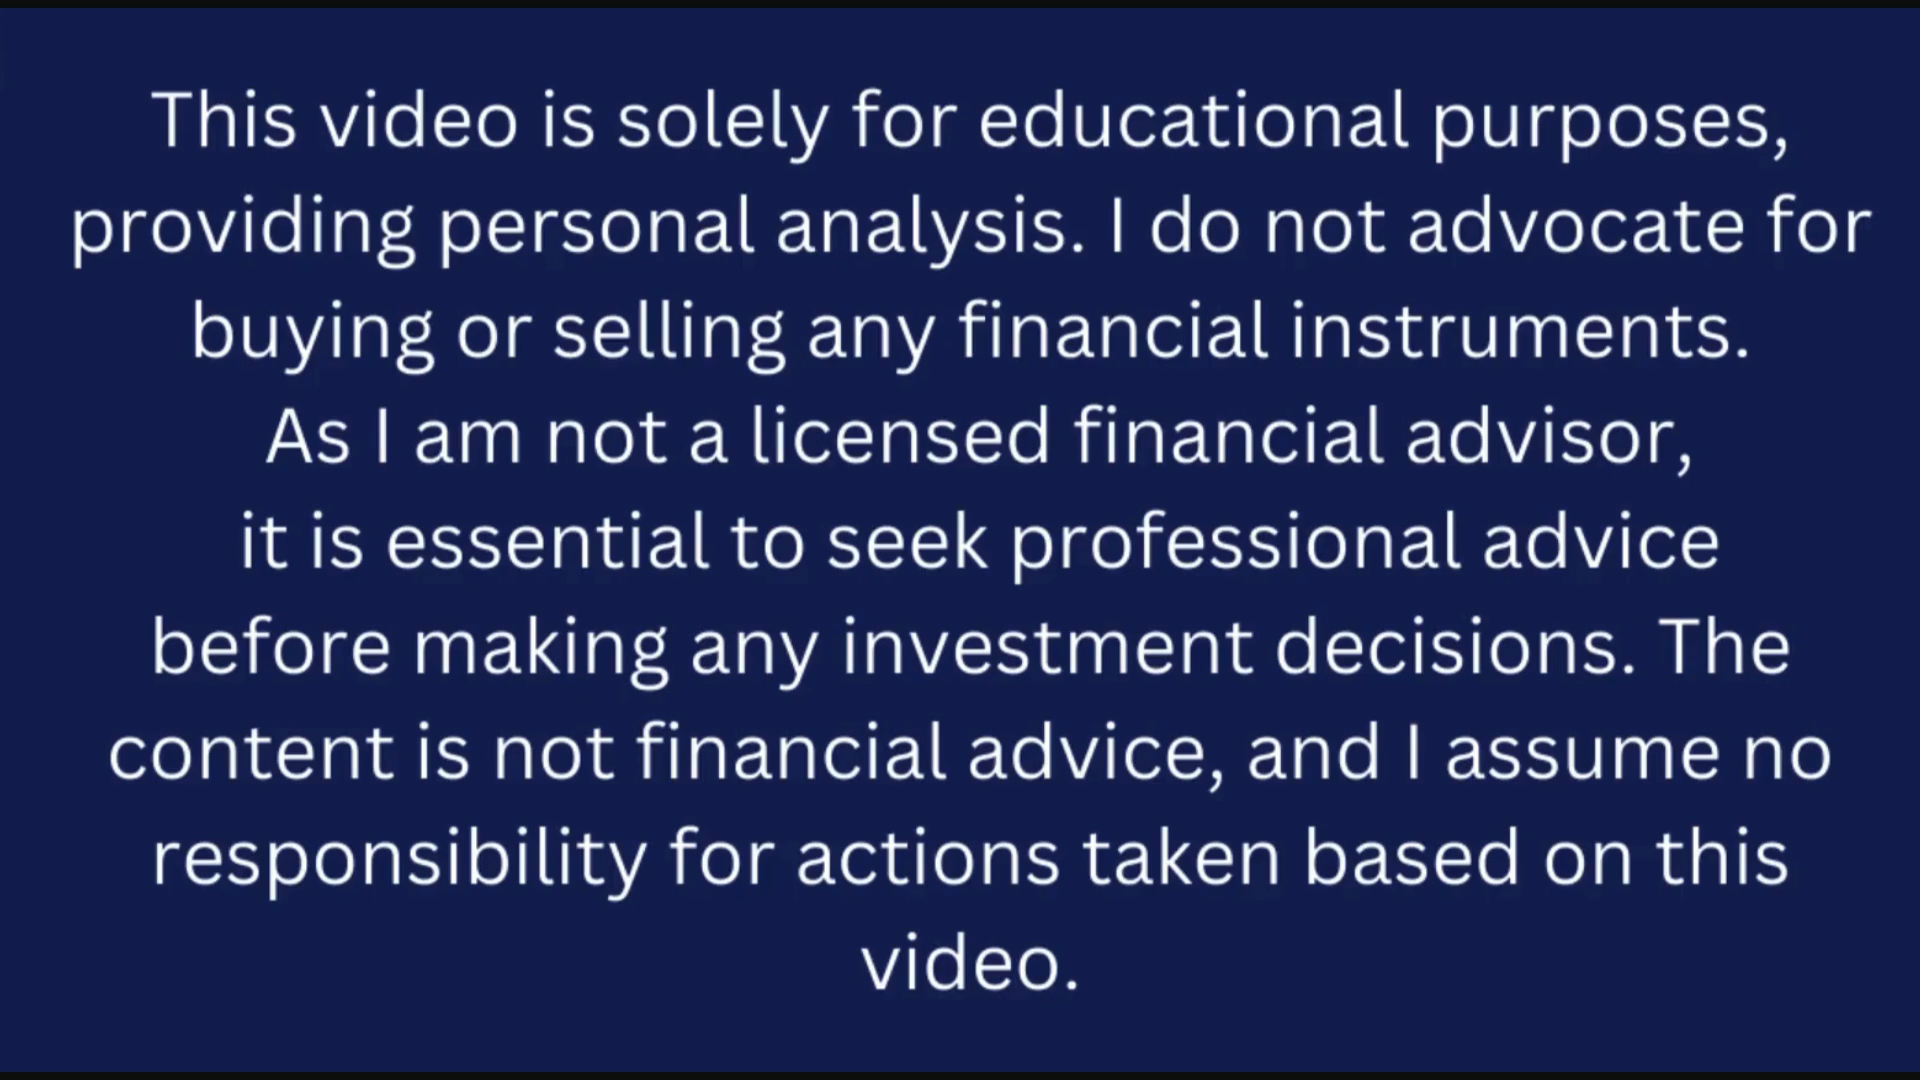 This video is solely for educational purposes,
providing personal analysis. I do not advocate for
buying or selling any financial instruments.
As I am not a licensed financial advisor,
it is essential to seek professional advice
before making any investment decisions. The
content is not financial advice, and I assume no
responsibility for actions taken based on this
video.